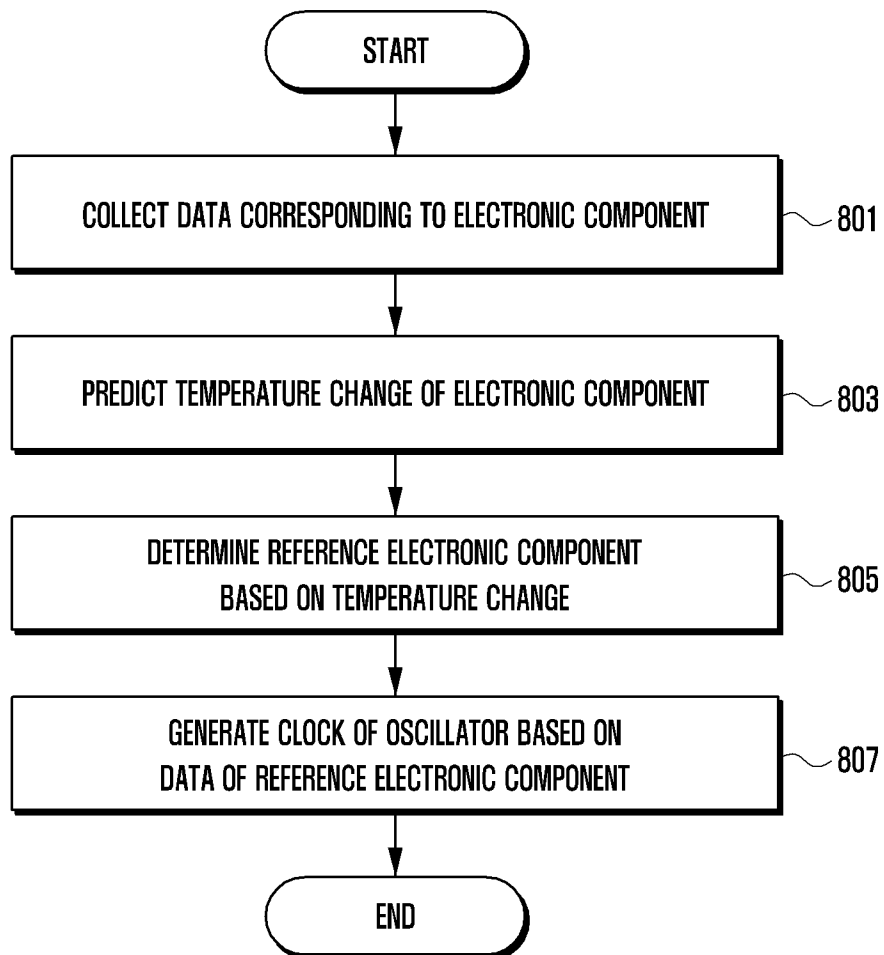 START
COLLECT DATA CORRESPONDING TO ELECTRONIC COMPONENT
801
PREDICT TEMPERATURE CHANGE OF ELECTRONIC COMPONENT
803
DETERMINE REFERENCE ELECTRONIC COMPONENT
BASED ON TEMPERATURE CHANGE
805
GENERATE CLOCK OF OSCILLATOR BASED ON
DATA OF REFERENCE ELECTRONIC COMPONENT
807
END